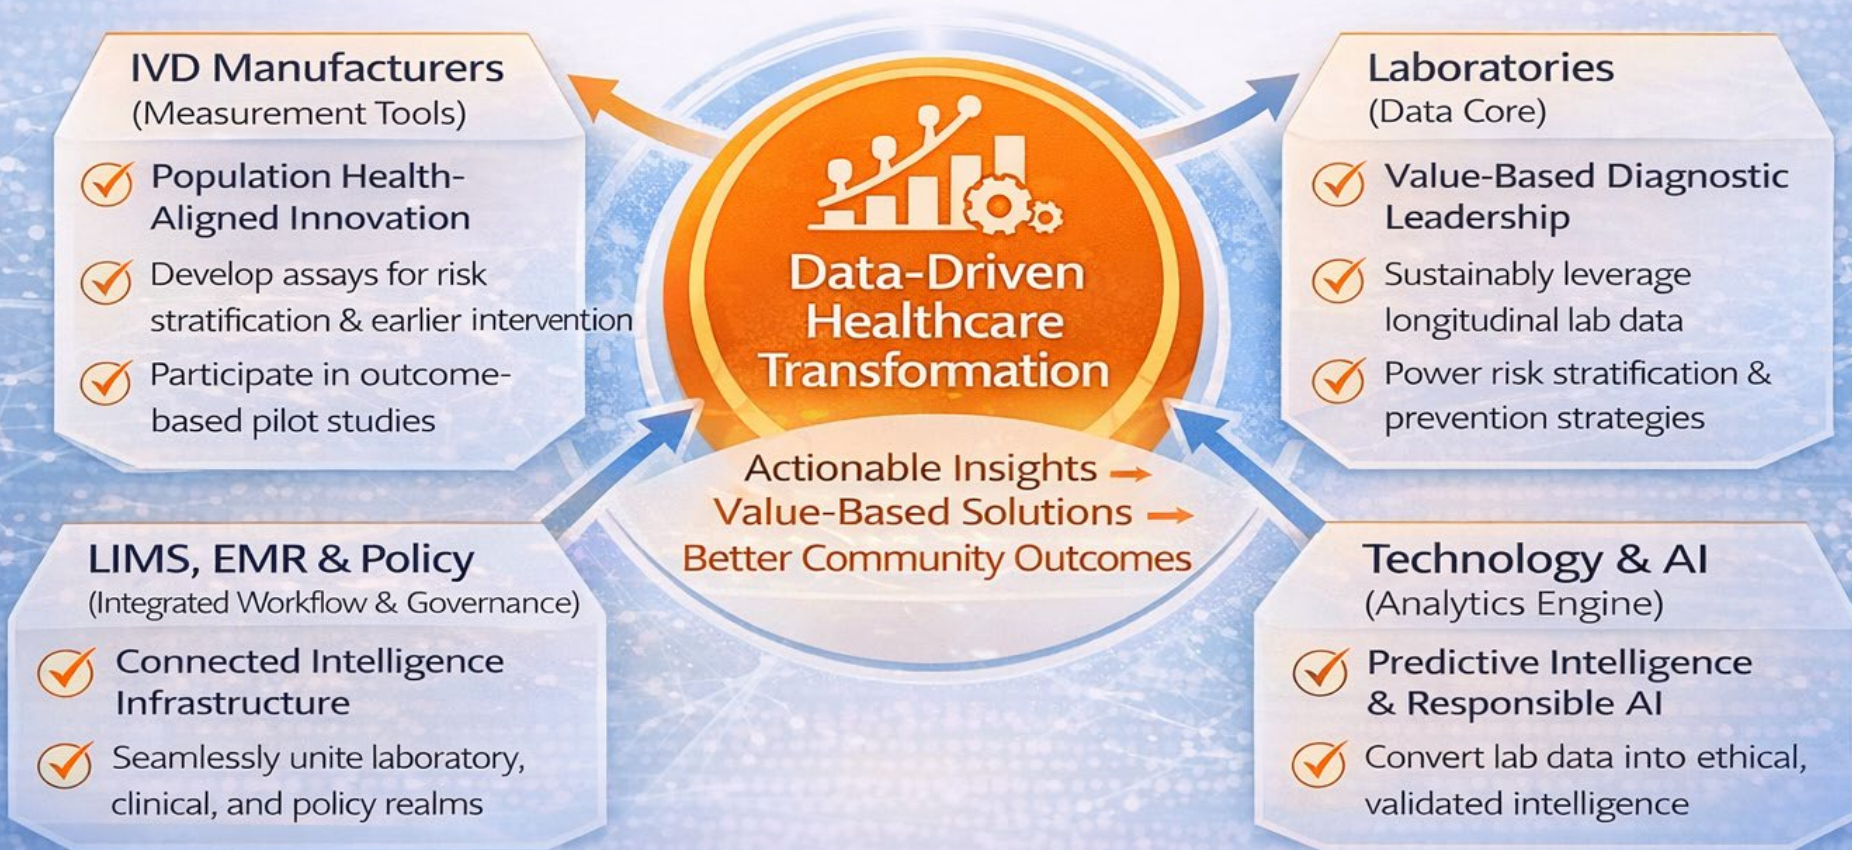 IVD Manufacturers
(Measurement Tools)
Population Health-
Aligned Innovation
Develop assays for risk
stratification & earlier intervention
Participate in outcome-
based pilot studies
Data-Driven
Healthcare
Transformation
Actionable Insights →
Value-Based Solutions →
Better Community Outcomes
Laboratories
(Data Core)
Value-Based Diagnostic
Leadership
Sustainably leverage
longitudinal lab data
Power risk stratification &
prevention strategies
LIMS, EMR & Policy
(Integrated Workflow & Governance)
Connected Intelligence
Infrastructure
Seamlessly unite laboratory,
clinical, and policy realms
Technology & AI
(Analytics Engine)
Predictive Intelligence
& Responsible AI
Convert lab data into ethical,
validated intelligence